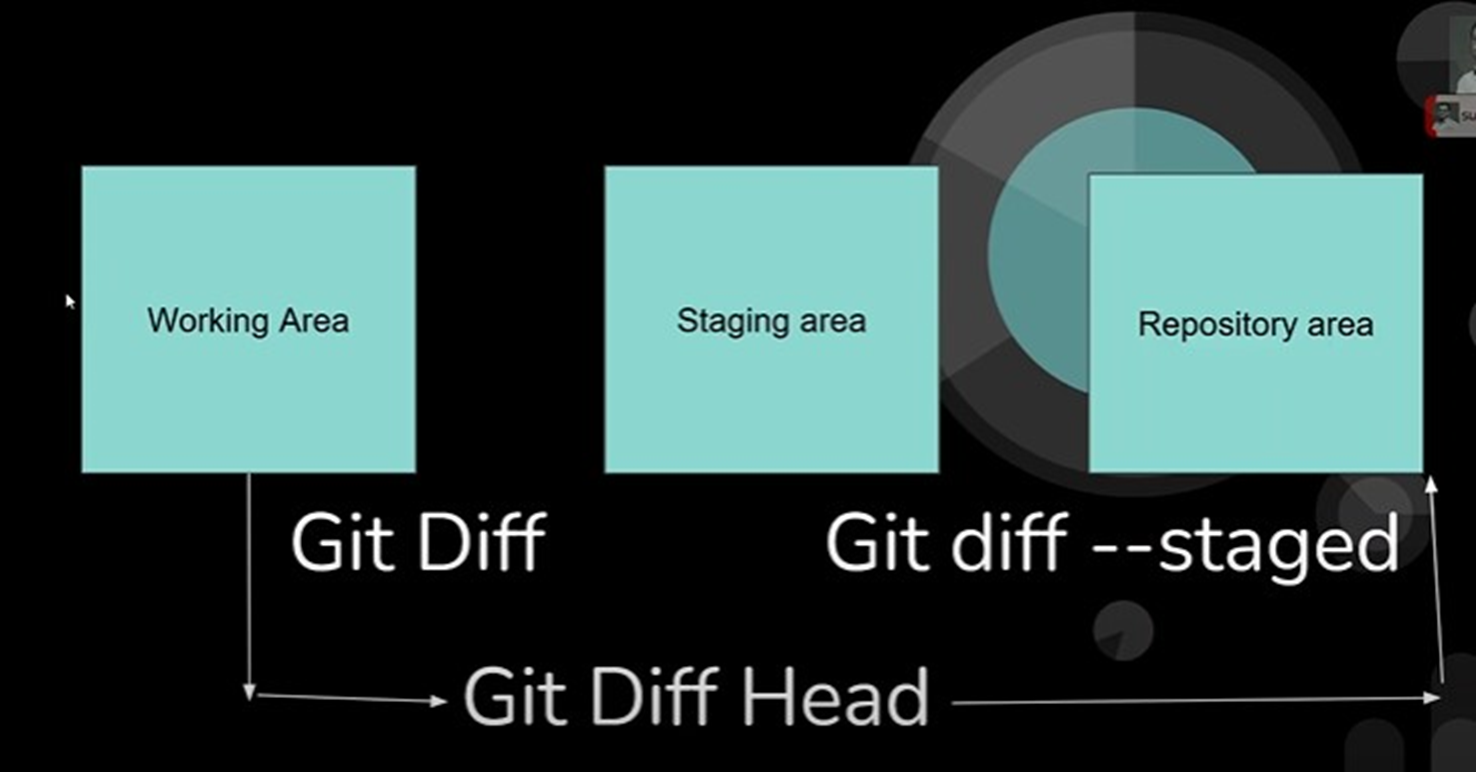 Working Area
Staging area
Repository area
Git Diff
Git diff --staged
Git Diff Head